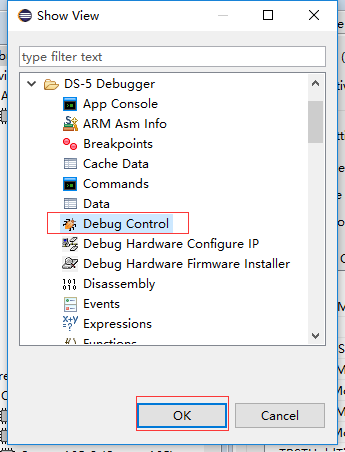 Show View
type filter text
DS-5 Debugger
App Console
ARM Asm Info
Breakpoints
Cache Data
Commands
Data
Debug Control
Debug Hardware Configure IP
Debug Hardware Firmware Installer
Disassembly
Events
Expressions
Functions
OK
Cancel